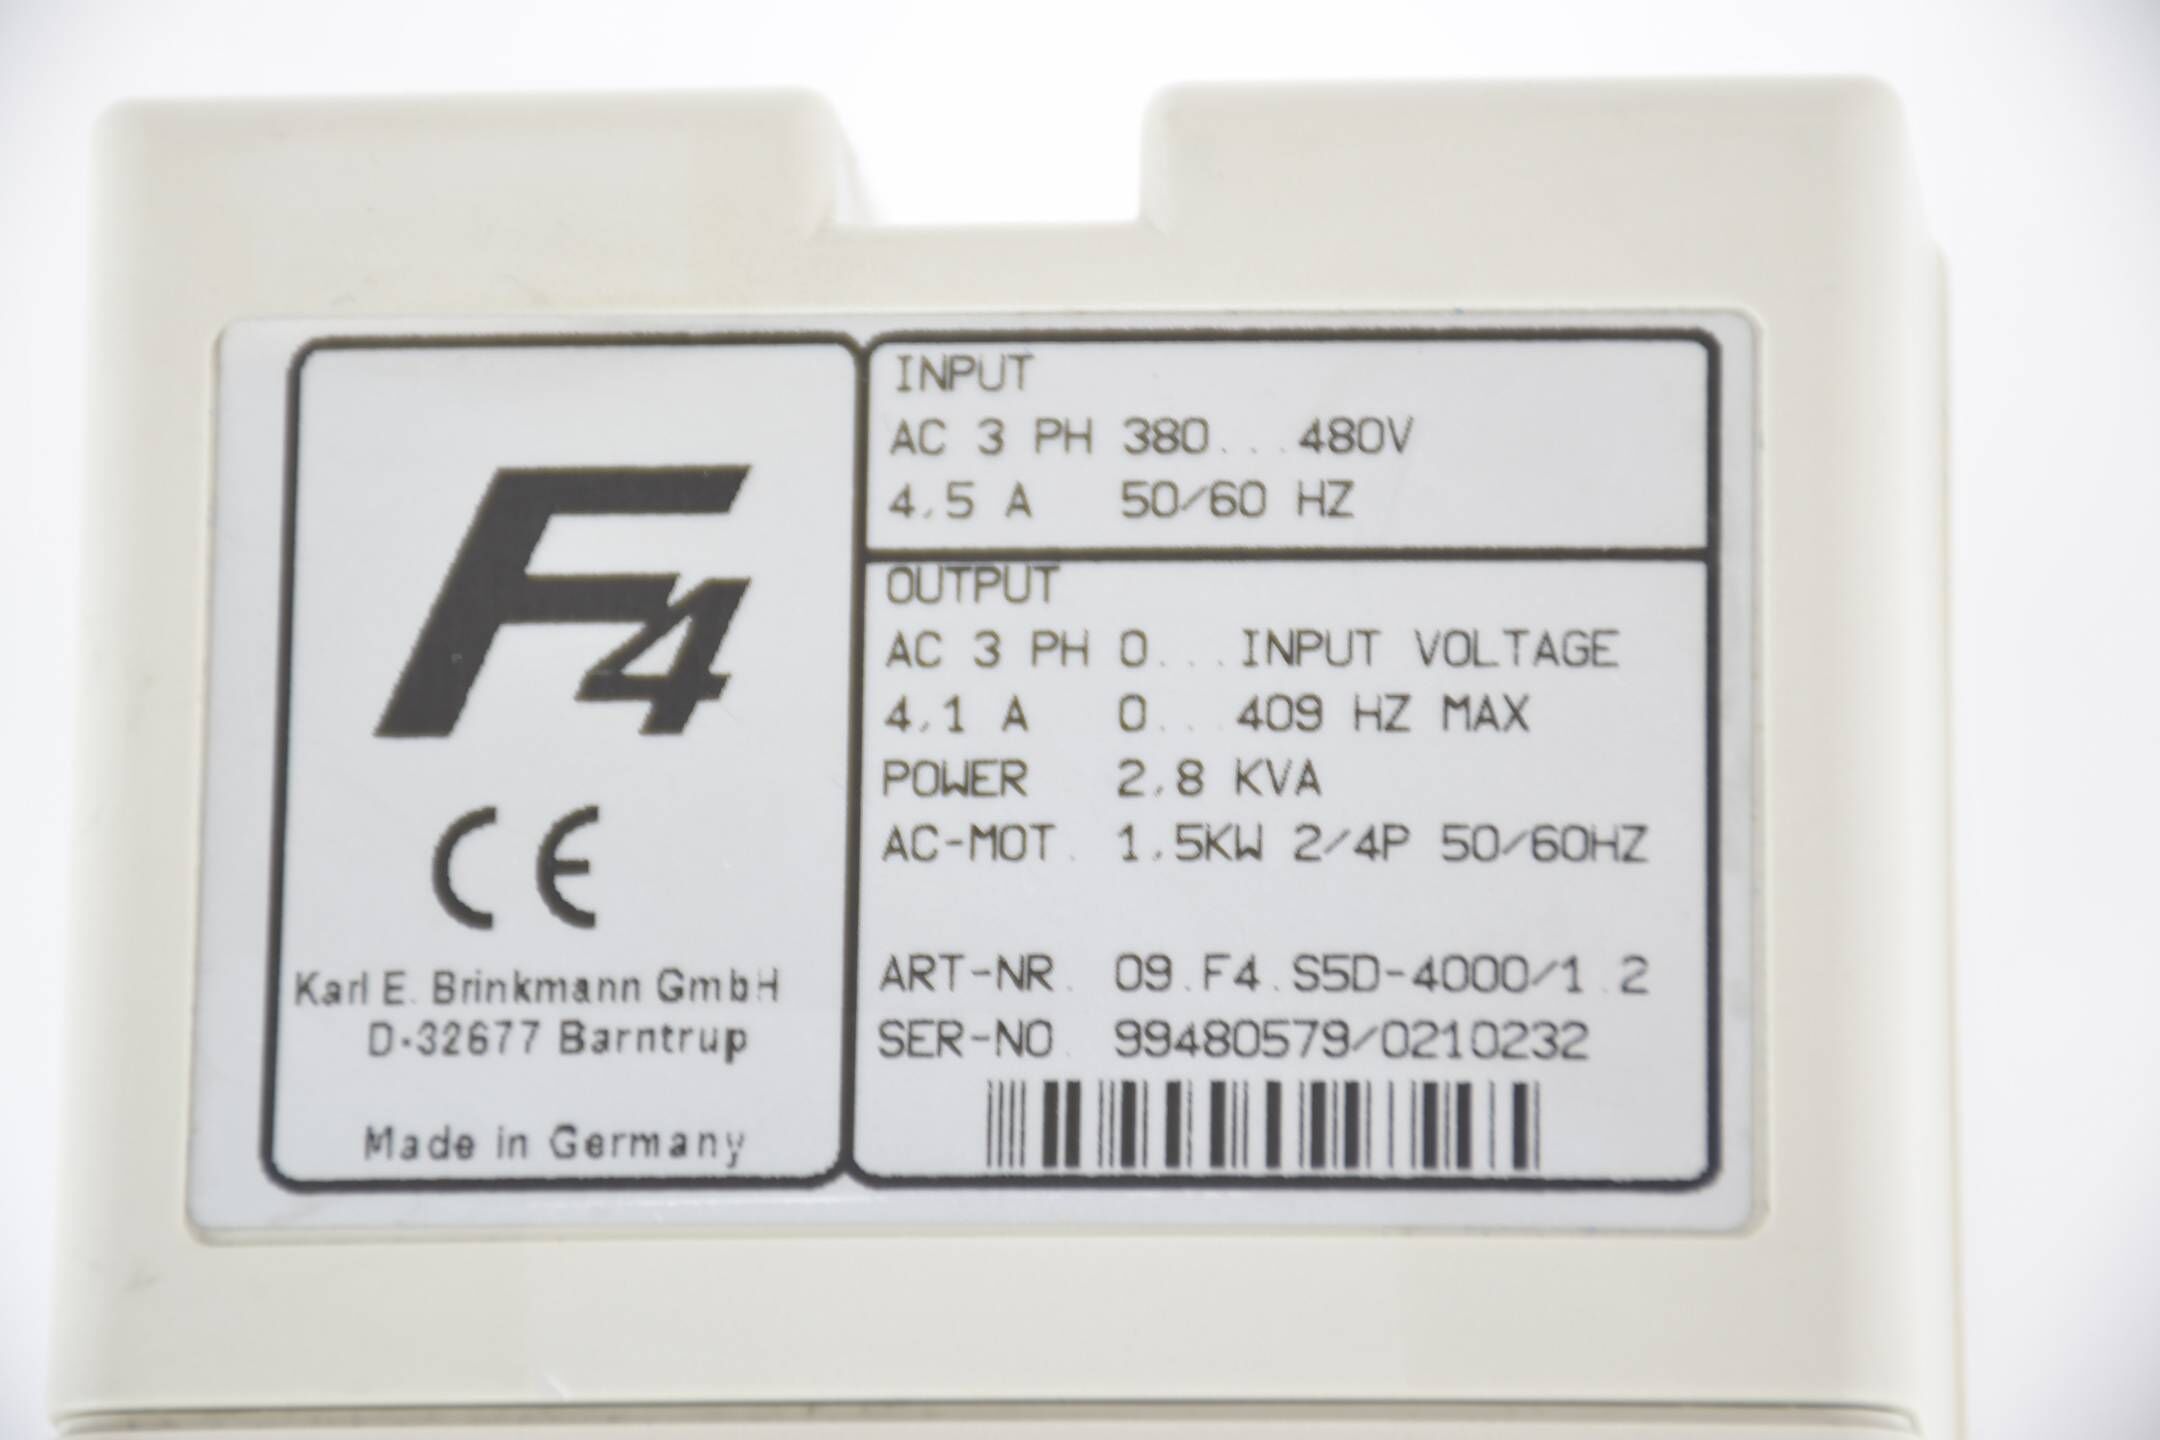 F4
CE
Karl E. Brinkmann GmbH
D-32677 Barntrup
Made in Germany
INPUT
AC 3 PH 380...480V
4,5 A 50/60 HZ
OUTPUT
AC 3 PH 0...INPUT VOLTAGE
4,1 A 0...409 HZ MAX
POWER 2,8 KVA
AC-MOT. 1,5KW 2/4P 50/60HZ
ART-NR. 09.F4.S5D-4000/1.2
SER-NO. 99480579/0210232